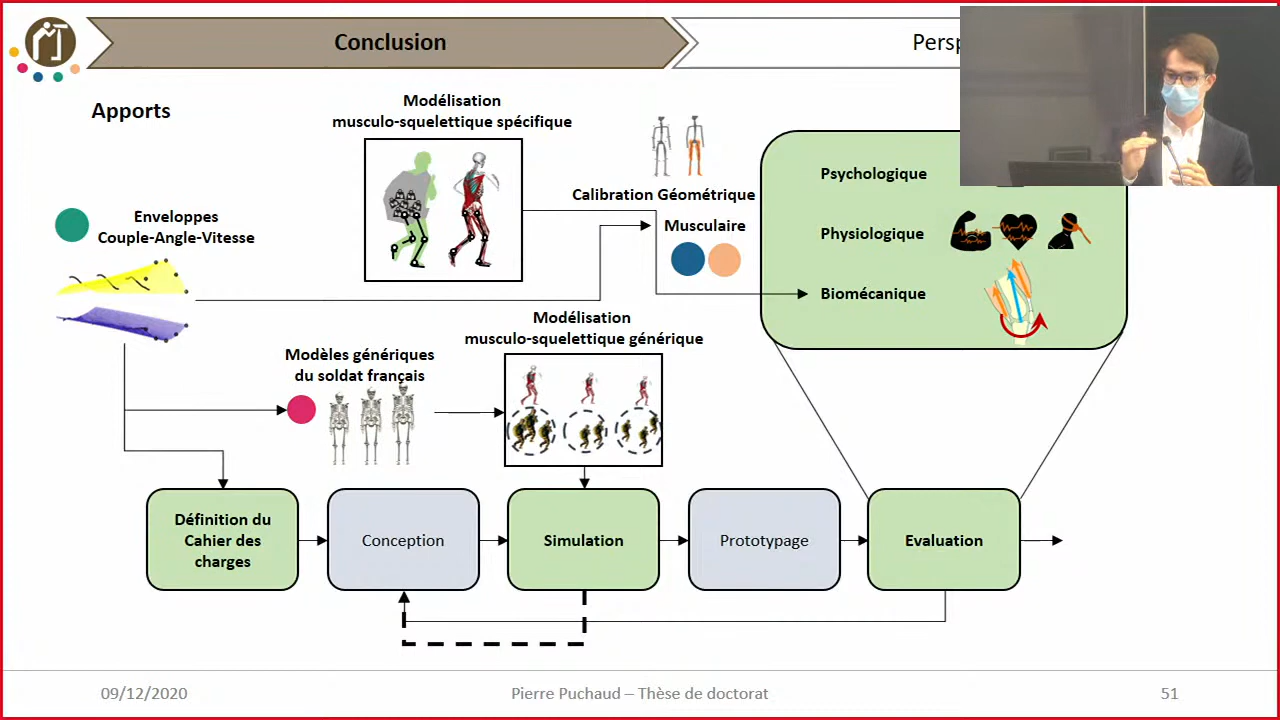 Conclusion
Apports
Modélisation
musculo-squelettique spécifique
Calibration Géométrique
Musculaire
Psychologique
Physiologique
Biomécanique
Enveloppes
Couple-Angle-Vitesse
Modèles génériques
du soldat français
Modélisation
musculo-squelettique générique
Définition du
Cahier des
charges
Conception
Simulation
Prototypage
Evaluation
09/12/2020
Pierre Puchaud – Thèse de doctorat
51